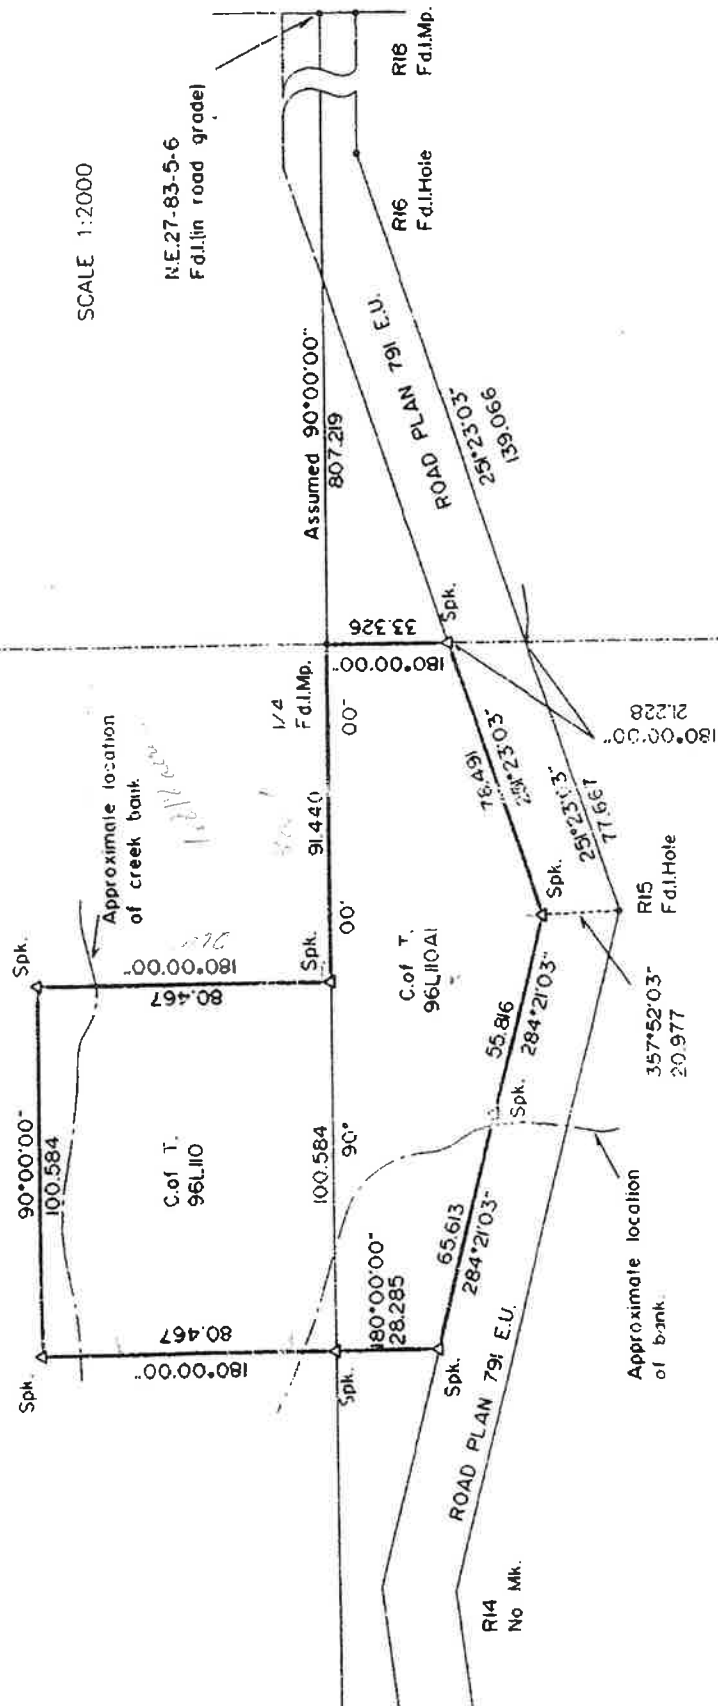 SCALE 1:2000
N.E.27-83-5-6
Fd.I.(in road grade)
R18
Fd.I.Mp.
R16
Fd.I.Hole
Assumed 90°00'00"
807.219
ROAD PLAN 791 E.U.
251°23'03"
139.066
33.326
180°00'00"
Spk.
1/4
Fd.I.Mp.
Approximate location
of creek bank
Spk.
180°00'00"
80.467
Spk.
91.440
00'
00"
90°00'00"
100.584
C. of T.
96L110
100.584
90°
C. of T.
96L110A1
78.491
251°23'03"
180°00'00"
21.228
251°23'03"
77.667
Spk.
R15
Fd.I.Hole
357°52'03"
20.977
55.816
284°21'03"
Spk.
65.613
284°21'03"
Spk.
80.467
180°00'00"
Spk.
180°00'00"
28.285
Spk.
Approximate location
of bank.
ROAD PLAN 791 E.U.
R14
No Mk.